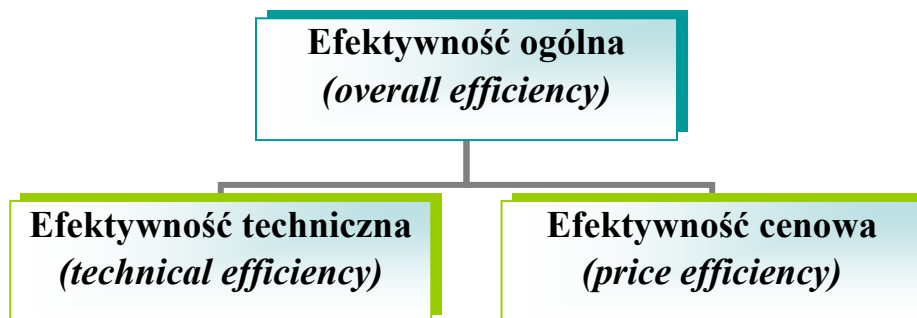 Efektywność ogólna
(overall efficiency)
Efektywność techniczna
(technical efficiency)
Efektywność cenowa
(price efficiency)